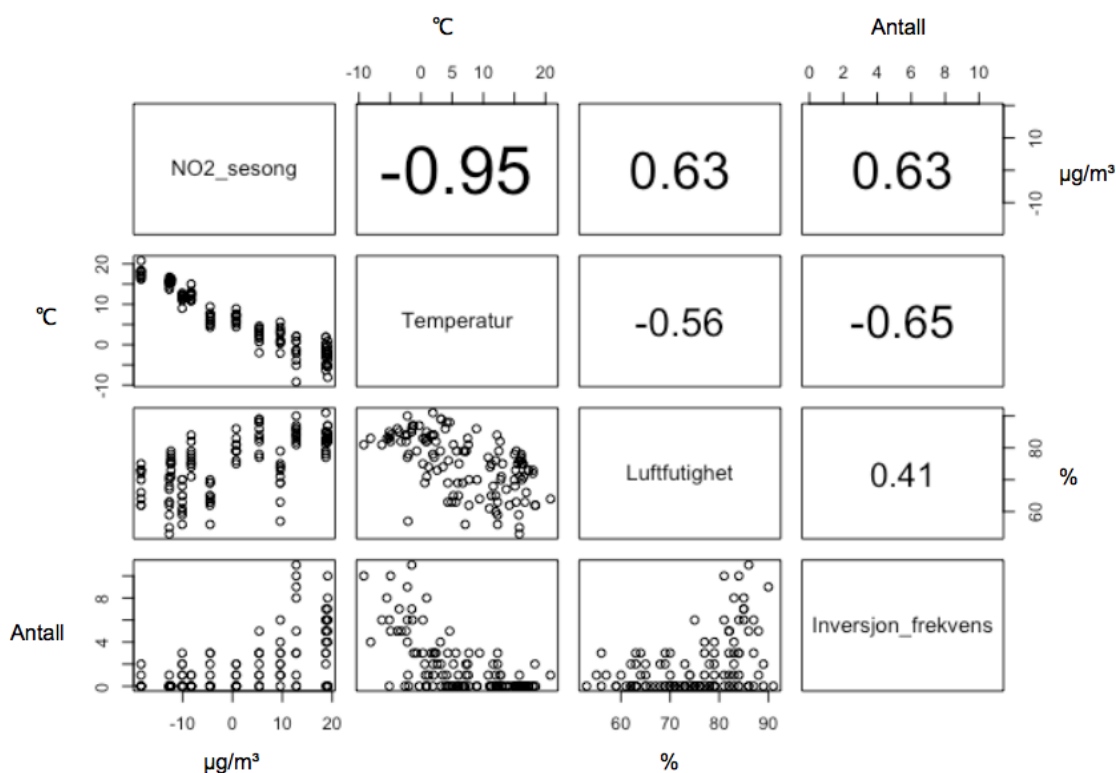 ℃ Antall
-10 0 5 10 20 0 2 4 6 8 10
NO2_sesong -0.95 0.63 0.63 -10 10 µg/m³
℃ -10 0 10 20 Temperatur -0.56 -0.65
Luftfutighet 0.41 60 80 %
Antall 0 4 8 Inversjon_frekvens
-10 0 10 20 60 70 80 90
µg/m³ %